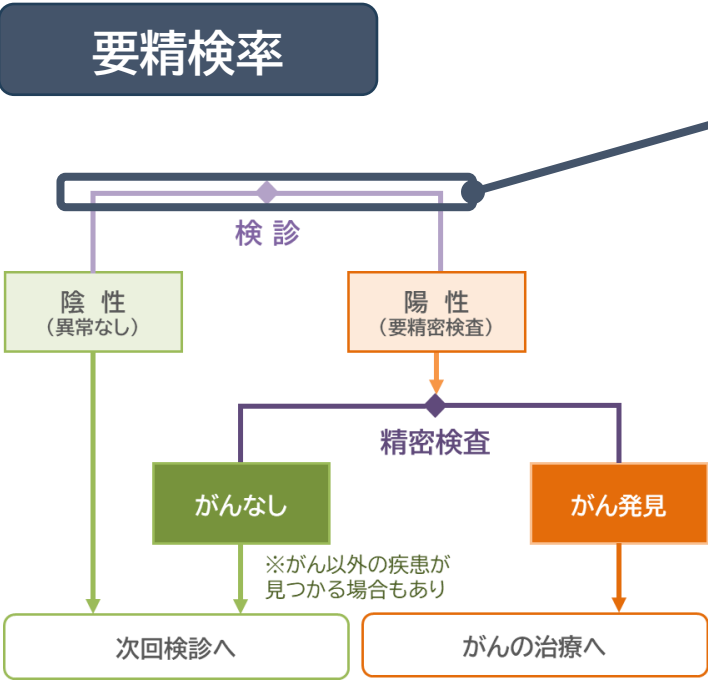 要精検率
検 診
陰 性
（異常なし）
陽 性
（要精密検査）
精密検査
がんなし
がん発見
※がん以外の疾患が
見つかる場合もあり
次回検診へ
がんの治療へ